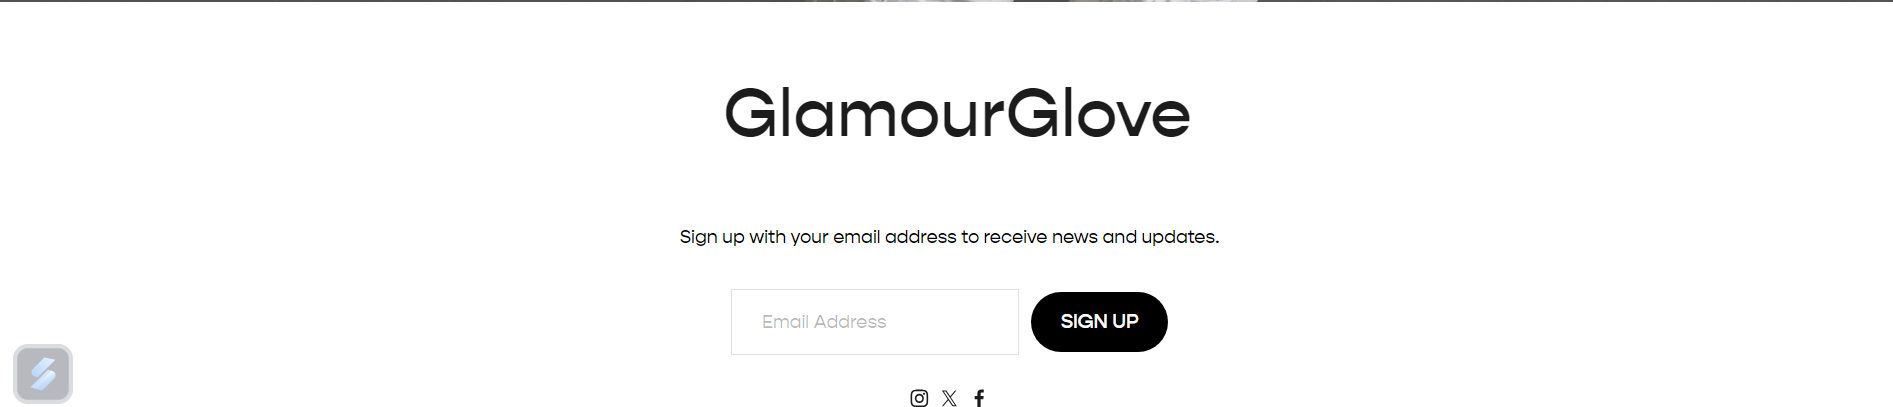 GlamourGlove
Sign up with your email address to receive news and updates.
Email Address
SIGN UP